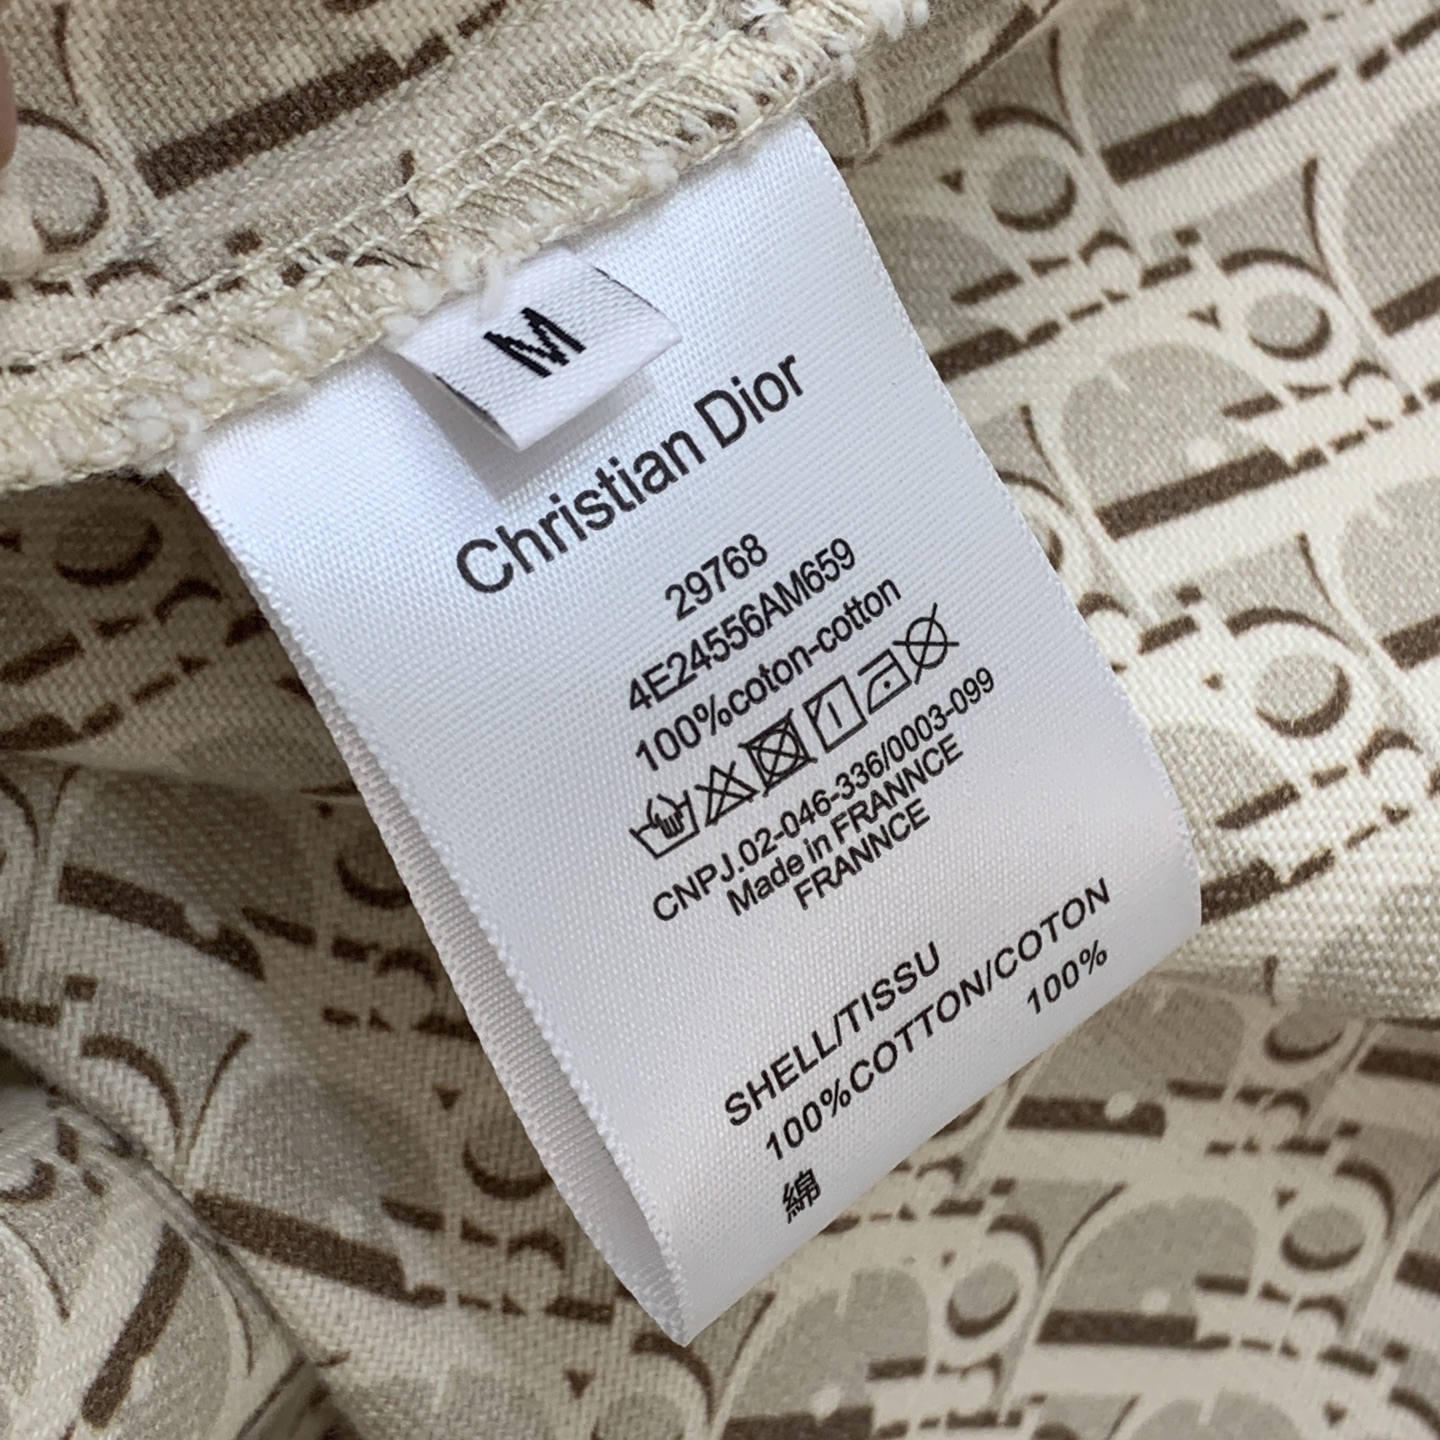 M
Christian Dior
29768
4E24556AM659
100%coton-cotton
CNPJ.02-046-336/0003-099
Made in FRANNCE
FRANNCE
SHELL/TISSU
100%COTTON/COTON
100%
綿